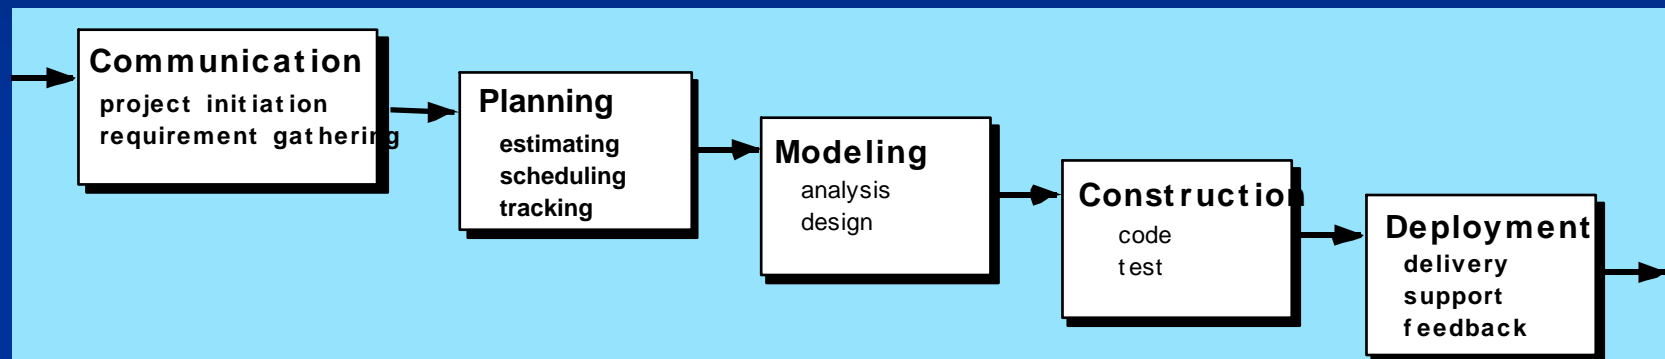 Communication
project initiation
requirement gathering
Planning
estimating
scheduling
tracking
Modeling
analysis
design
Construction
code
test
Deployment
delivery
support
feedback